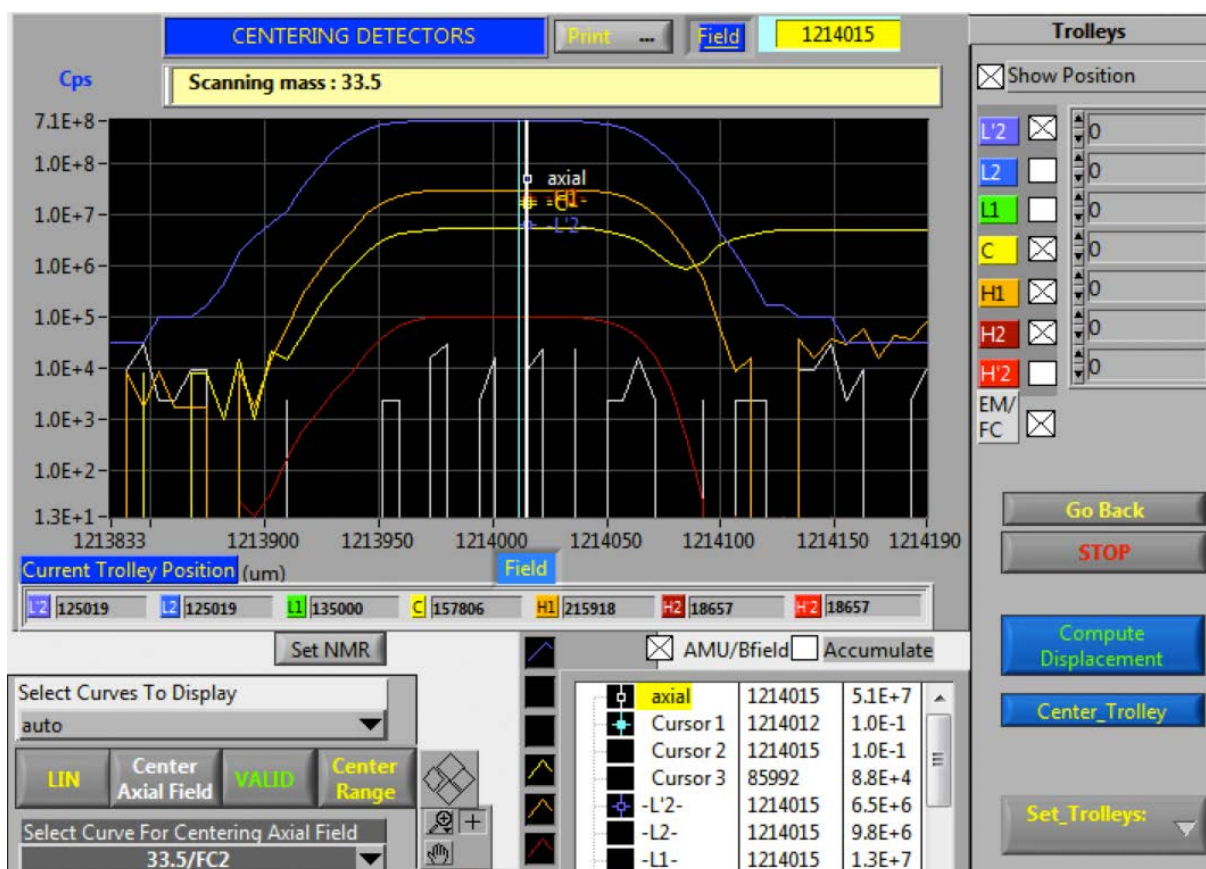 CENTERING DETECTORS
Print ...
Field
1214015
Trolleys
Cps
Scanning mass : 33.5
Show Position
7.1E+8
1.0E+8
1.0E+7
1.0E+6
1.0E+5
1.0E+4
1.0E+3
1.0E+2
1.3E+1
axial
-H1-
-L'2-
L'2 0
L2 0
L1 0
C 0
H1 0
H2 0
H'2 0
EM/
FC
1213833 1213900 1213950 1214000 1214050 1214100 1214150 1214190
Current Trolley Position (um)
Field
L'2 125019 L2 125019 L1 135000 C 157806 H1 215918 H2 18657 H'2 18657
Go Back
STOP
Compute
Displacement
Center_Trolley
Set_Trolleys:
Set NMR
AMU/Bfield Accumulate
Select Curves To Display
auto
LIN
Center
Axial Field
VALID
Center
Range
Select Curve For Centering Axial Field
33.5/FC2
axial 1214015 5.1E+7
Cursor 1 1214012 1.0E-1
Cursor 2 1214015 1.0E-1
Cursor 3 85992 8.8E+4
-L'2- 1214015 6.5E+6
-L2- 1214015 9.8E+6
-L1- 1214015 1.3E+7